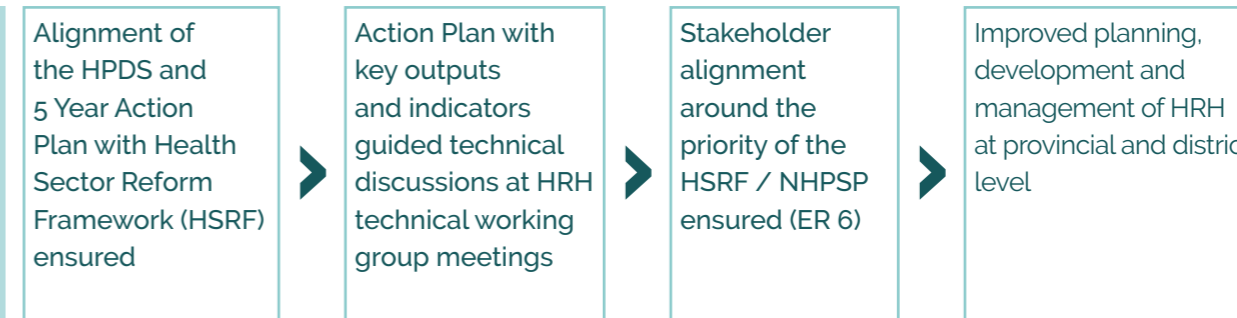 Alignment of
the HPDS and
5 Year Action
Plan with Health
Sector Reform
Framework (HSRF)
ensured
Action Plan with
key outputs
and indicators
guided technical
discussions at HRH
technical working
group meetings
Stakeholder
alignment
around the
priority of the
HSRF / NHPSP
ensured (ER 6)
Improved planning,
development and
management of HRH
at provincial and distric
level